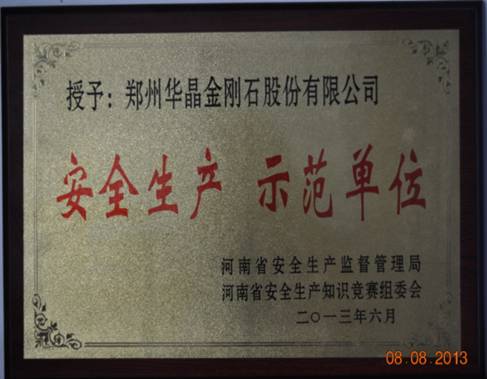 授予：郑州华晶金刚石股份有限公司
安全生产 示范单位
河南省安全生产监督管理局
河南省安全生产知识竞赛组委会
二〇一三年六月
08.08.2013